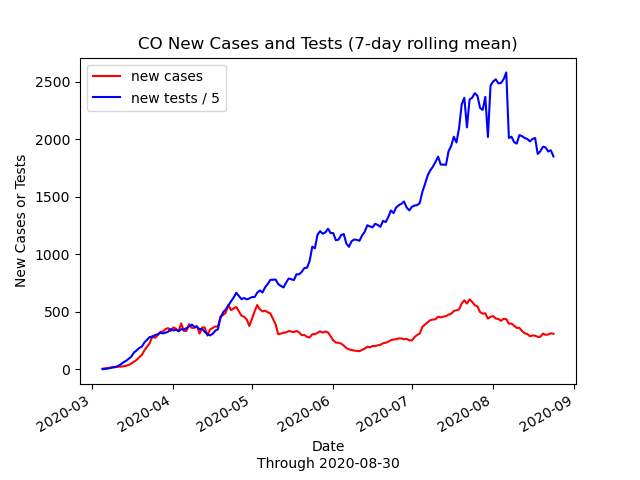 CO New Cases and Tests (7-day rolling mean)
new cases
new tests / 5
New Cases or Tests
2500
2000
1500
1000
500
0
2020-03
2020-04
2020-05
2020-06
2020-07
2020-08
2020-09
Date
Through 2020-08-30